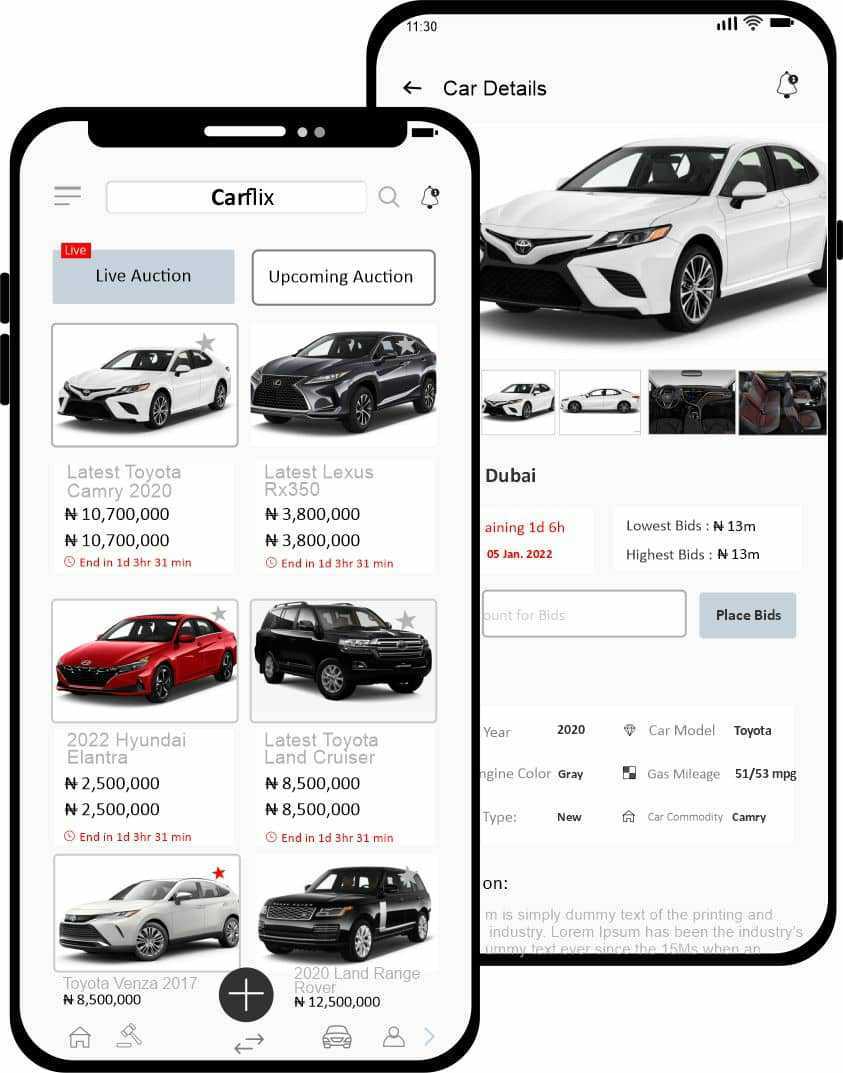 11:30
Car Details
Carflix
Live
Live Auction
Upcoming Auction
Latest Toyota
Camry 2020
₦ 10,700,000
₦ 10,700,000
End in 1d 3hr 31 min
Latest Lexus
Rx350
₦ 3,800,000
₦ 3,800,000
End in 1d 3hr 31 min
2022 Hyundai
Elantra
₦ 2,500,000
₦ 2,500,000
End in 1d 3hr 31 min
Latest Toyota
Land Cruiser
₦ 8,500,000
₦ 8,500,000
End in 1d 3hr 31 min
Toyota Venza 2017
₦ 8,500,000
2020 Land Range
Rover
₦ 12,500,000
Dubai
aining 1d 6h
05 Jan. 2022
Lowest Bids : ₦ 13m
Highest Bids : ₦ 13m
ount for Bids
Place Bids
Year 2020 Car Model Toyota
ngine Color Gray Gas Mileage 51/53 mpg
Type: New Car Commodity Camry
on:
m is simply dummy text of the printing and
industry. Lorem Ipsum has been the industry's
ummy text ever since the 15Ms when an